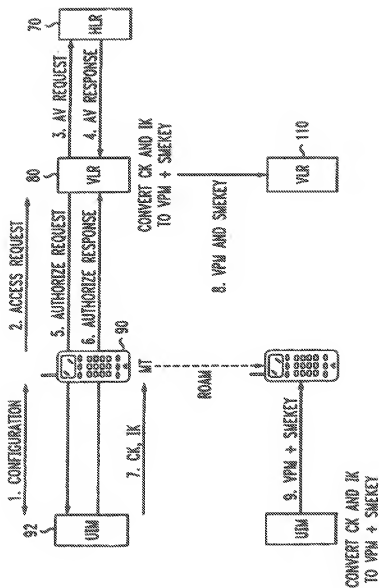 70
HLR
3. AV REQUEST
4. AV RESPONSE
80
VLR
2. ACCESS REQUEST
5. AUTHORIZE REQUEST
6. AUTHORIZE RESPONSE
90
MT
1. CONFIGURATION
7. CK, IK
92
UIM
CONVERT CK AND IK
TO VPM + SMEKEY
8. VPM AND SMEKEY
110
VLR
ROAM
9. VPM + SMEKEY
UIM
CONVERT CK AND IK
TO VPM + SMEKEY